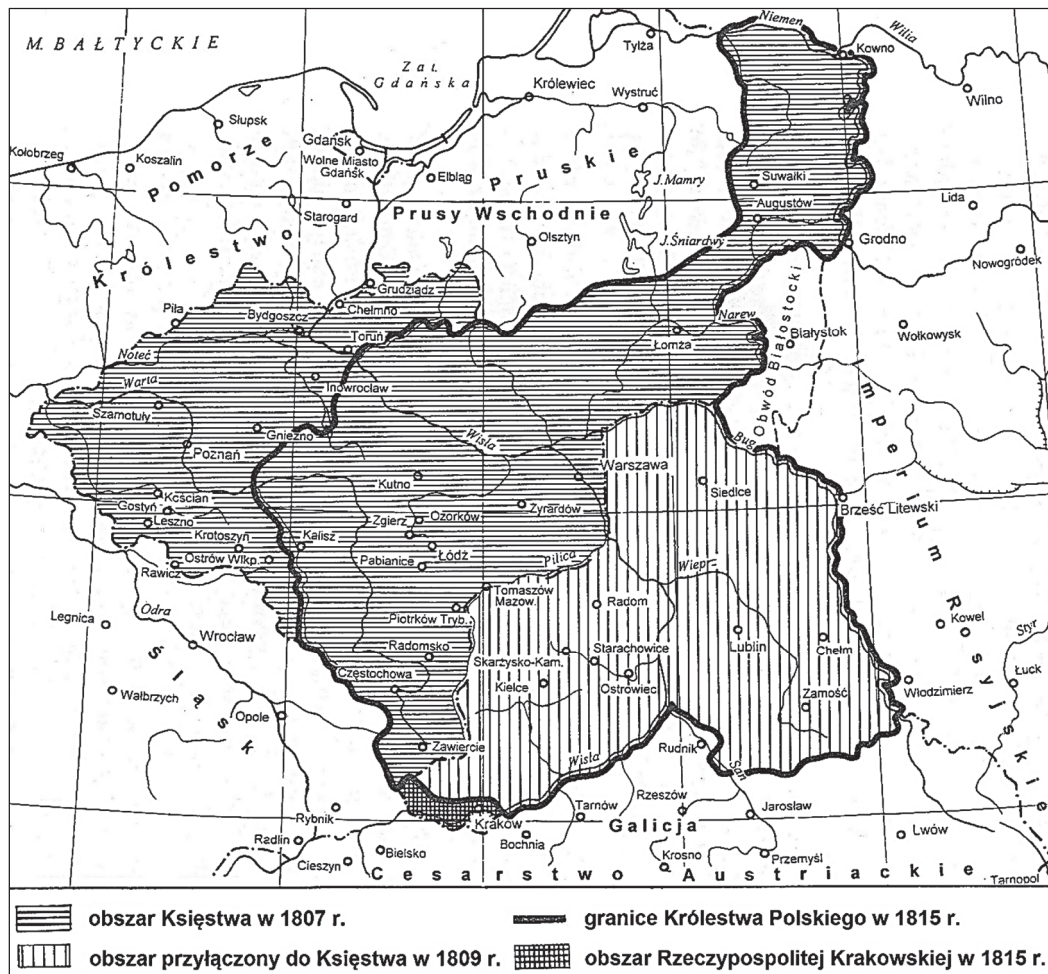 M. BAŁTYCKIE
Zat.
Gdańska
Niemen
Wilia
Tylża
Kowno
Królewiec
Wystruć
Wilno
Słupsk
Gdańsk
Wolne Miasto
Gdańsk
Kołobrzeg
Koszalin
Pomorze
Elbląg
Pruskie
J. Mamry
Suwałki
Starogard
Prusy Wschodnie
Augustów
Lida
Królestwo
Olsztyn
J. Śniardwy
Grodno
Nowogródek
Grudziądz
Chełmno
Piła
Bydgoszcz
Narew
Obwód Białostocki
Białystok
Wołkowysk
Toruń
Łomża
Noteć
Warta
Inowrocław
Szamotuły
Imperium Rosyjskie
Gniezno
Wisła
Bug
Poznań
Warszawa
Kutno
Siedlce
Kościan
Brześć Litewski
Gostyń
Żyrardów
Leszno
Zgierz
Ozorków
Krotoszyn
Kalisz
Łódź
Ostrów Wlkp.
Pabianice
Pilica
Rawicz
Wieprz
Tomaszów
Mazow.
Odra
Radom
Legnica
Piotrków Tryb.
Kowel
Styr
Wrocław
Radomsko
Starachowice
Lublin
Chełm
Skarżysko-Kam.
Śląsk
Częstochowa
Kielce
Ostrowiec
Włodzimierz
Łuck
Wałbrzych
Zamość
Opole
Zawiercie
Wisła
Rudnik
San
Rybnik
Kraków
Tarnów
Rzeszów
Jarosław
Radlin
Bochnia
Galicja
Lwów
Cieszyn
Bielsko
Krosno
Przemyśl
Cesarstwo Austriackie
Tarnopol
obszar Księstwa w 1807 r.
granice Królestwa Polskiego w 1815 r.
obszar przyłączony do Księstwa w 1809 r.
obszar Rzeczypospolitej Krakowskiej w 1815 r.